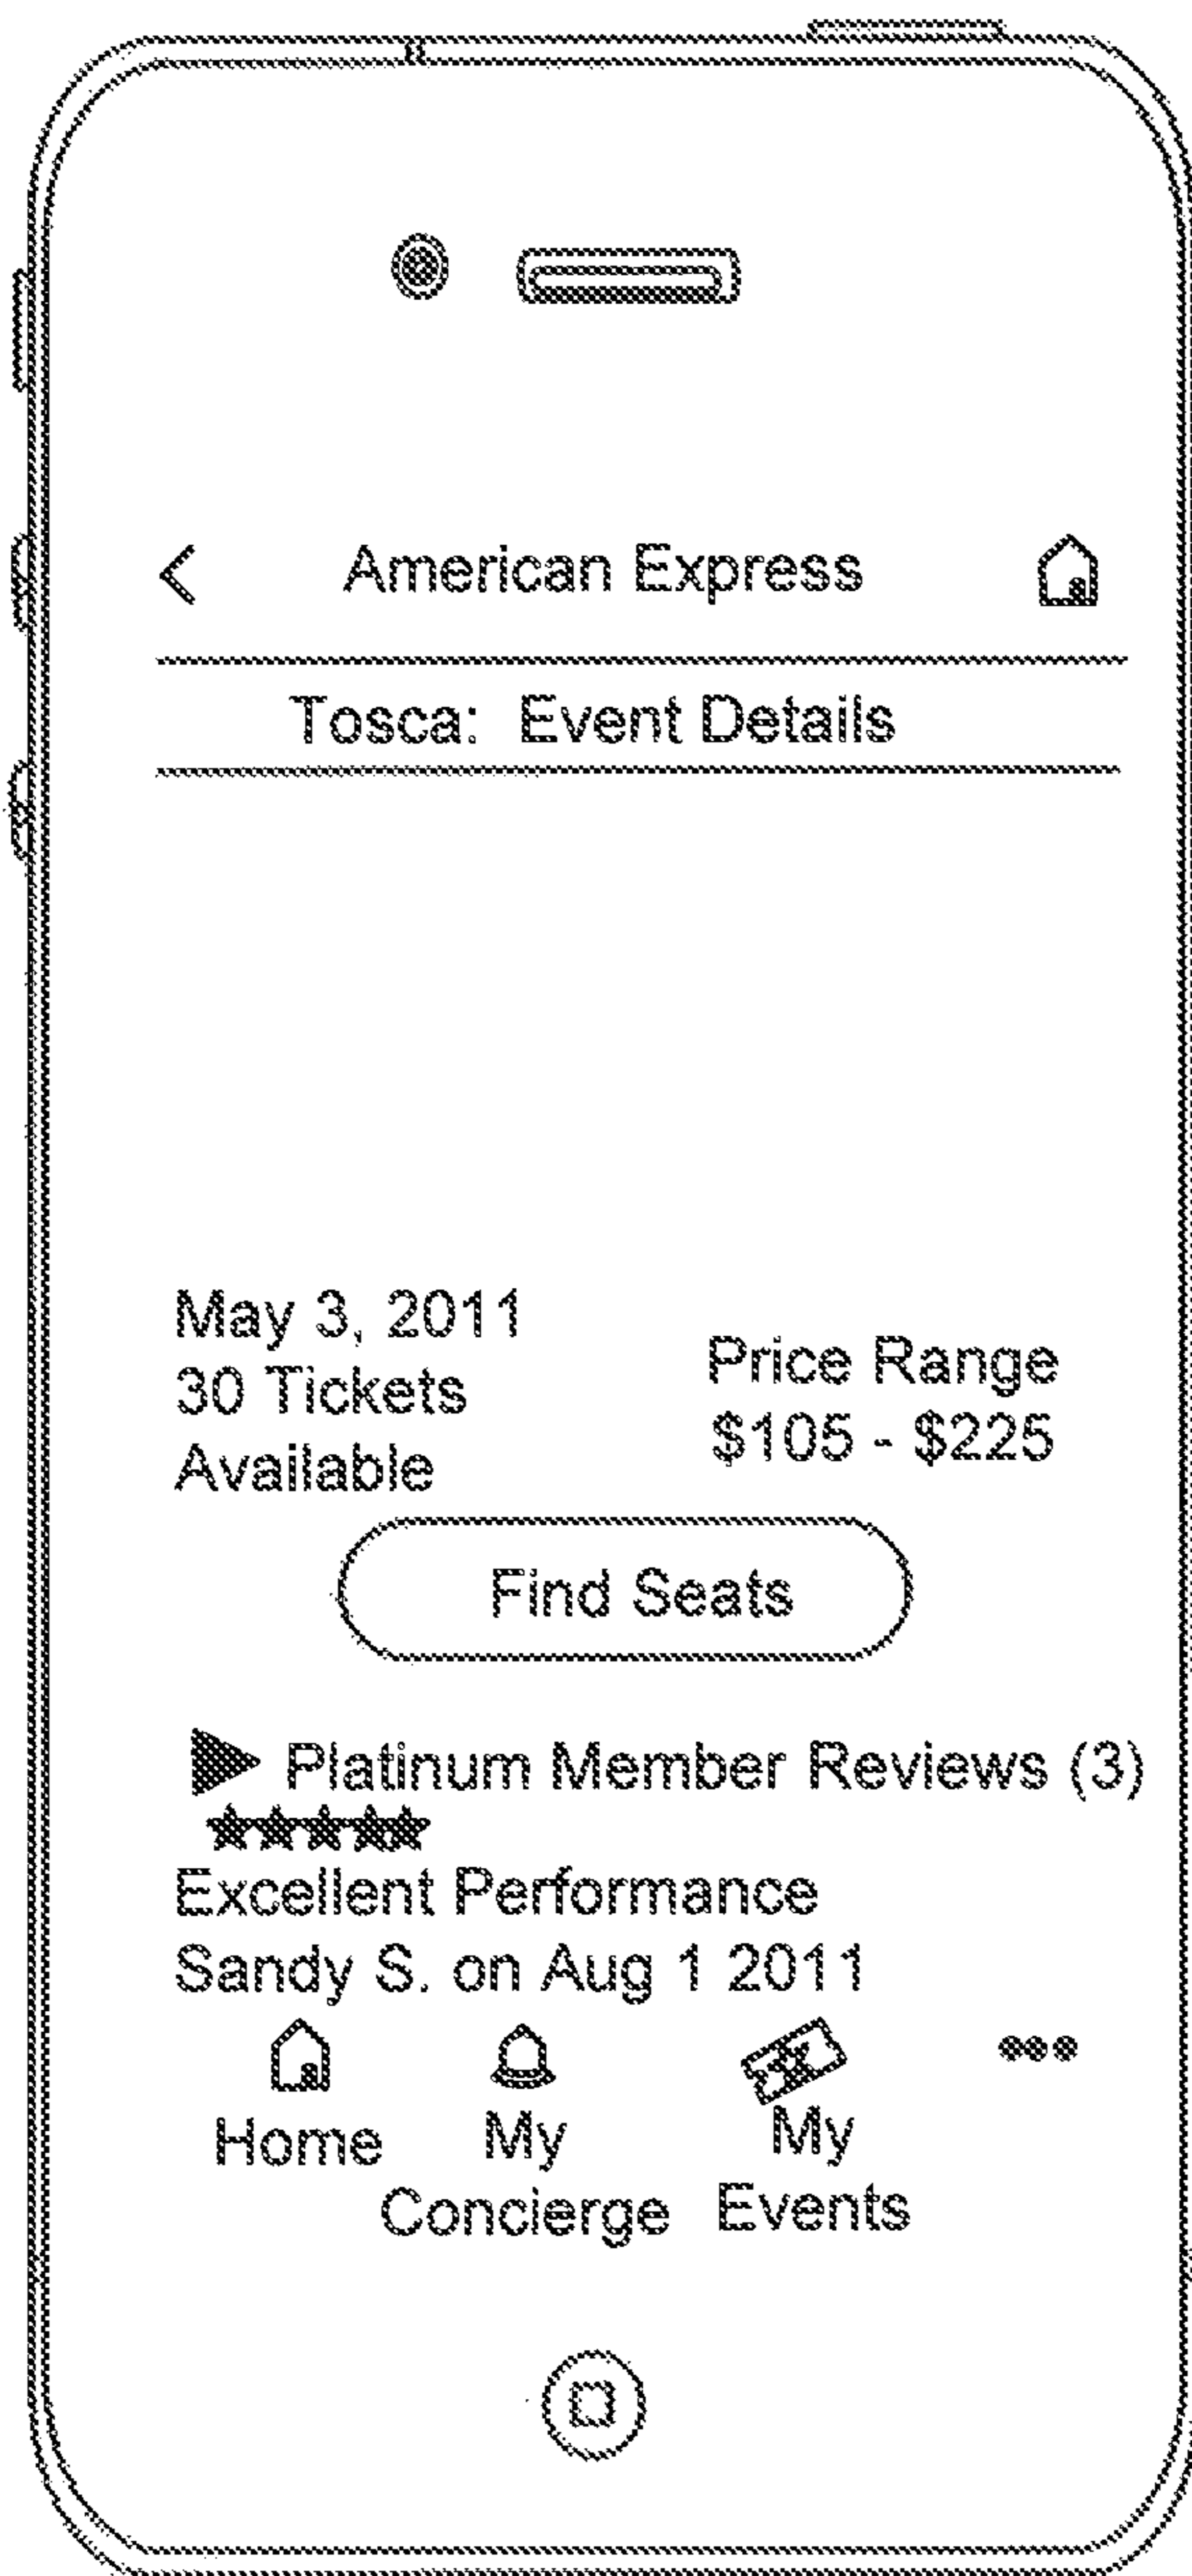 American Express
Tosca: Event Details
May 3, 2011
30 Tickets
Available
Price Range
$105 - $225
Find Seats
Platinum Member Reviews (3)
Excellent Performance
Sandy S. on Aug 1 2011
Home
My
Concierge
My
Events